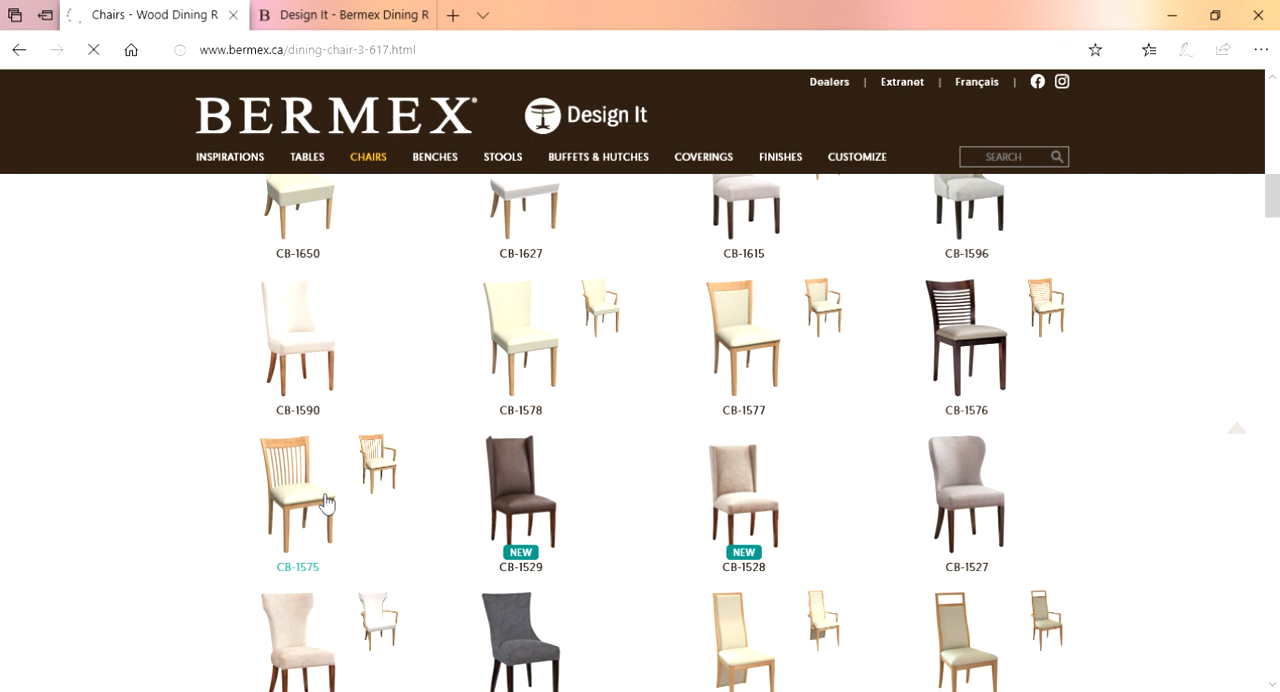 Chairs - Wood Dining R
Design It - Bermex Dining R
www.bermex.ca/dining-chair-3-617.html
Dealers | Extranet | Français |
BERMEX® Design It
INSPIRATIONS TABLES CHAIRS BENCHES STOOLS BUFFETS & HUTCHES COVERINGS FINISHES CUSTOMIZE SEARCH
CB-1650 CB-1627 CB-1615 CB-1596
CB-1590 CB-1578 CB-1577 CB-1576
NEW NEW
CB-1575 CB-1529 CB-1528 CB-1527